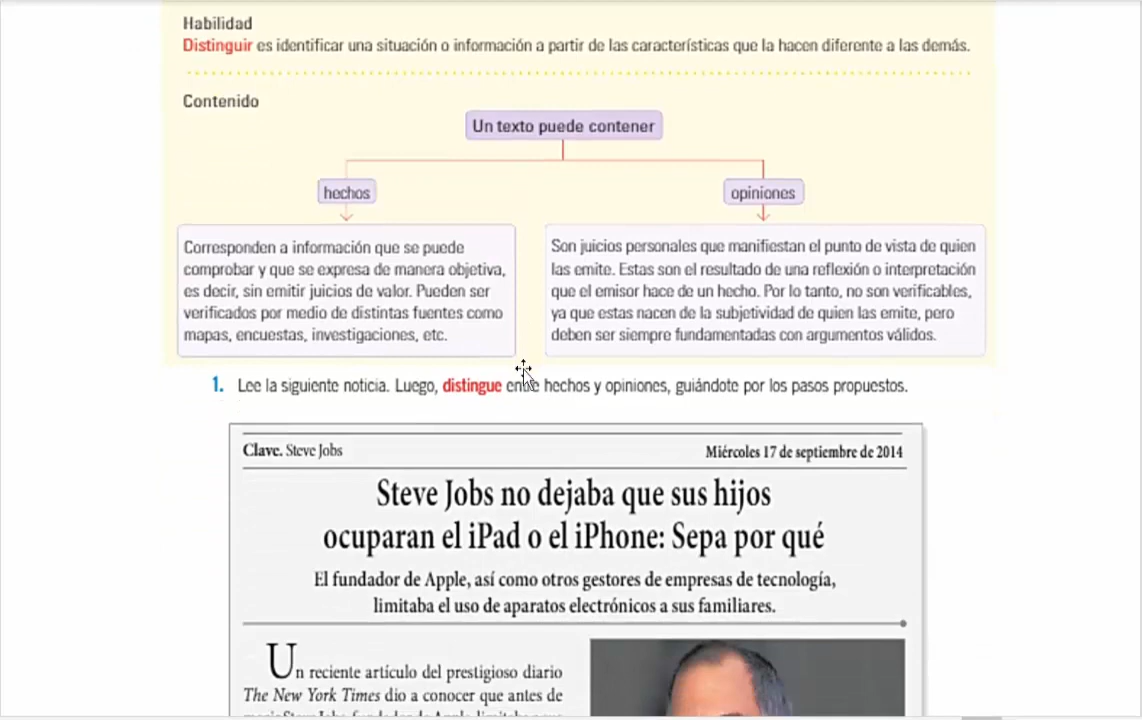 Habilidad
Distinguir es identificar una situación o información a partir de las características que la hacen diferente a las demás.
Contenido
Un texto puede contener
hechos
opiniones
Corresponden a información que se puede
comprobar y que se expresa de manera objetiva,
es decir, sin emitir juicios de valor. Pueden ser
verificados por medio de distintas fuentes como
mapas, encuestas, investigaciones, etc.
Son juicios personales que manifiestan el punto de vista de quien
las emite. Estas son el resultado de una reflexión o interpretación
que el emisor hace de un hecho. Por lo tanto, no son verificables,
ya que estas nacen de la subjetividad de quien las emite, pero
deben ser siempre fundamentadas con argumentos válidos.
1. Lee la siguiente noticia. Luego, distingue entre hechos y opiniones, guiándote por los pasos propuestos.
Clave. Steve Jobs
Miércoles 17 de septiembre de 2014
Steve Jobs no dejaba que sus hijos
ocuparan el iPad o el iPhone: Sepa por qué
El fundador de Apple, así como otros gestores de empresas de tecnología,
limitaba el uso de aparatos electrónicos a sus familiares.
Un reciente artículo del prestigioso diario
The New York Times dio a conocer que antes de